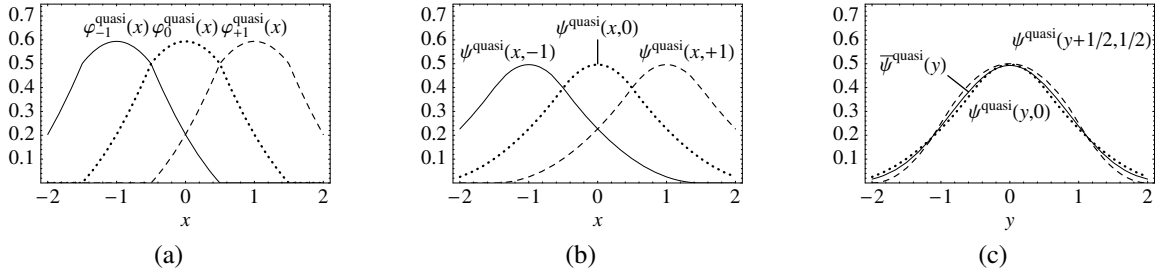 0.7
0.6
0.5
0.4
0.3
0.2
0.1
φ₋₁^quasi(x) φ₀^quasi(x) φ₊₁^quasi(x)
−2 −1 0 1 2
x
(a)
0.7
0.6
0.5
0.4
0.3
0.2
0.1
ψ^quasi(x,0)
ψ^quasi(x,−1) ψ^quasi(x,+1)
−2 −1 0 1 2
x
(b)
0.7
0.6
0.5
0.4
0.3
0.2
0.1
ψ^quasi(y+1/2,1/2)
ψ̅^quasi(y)
ψ^quasi(y,0)
−2 −1 0 1 2
y
(c)